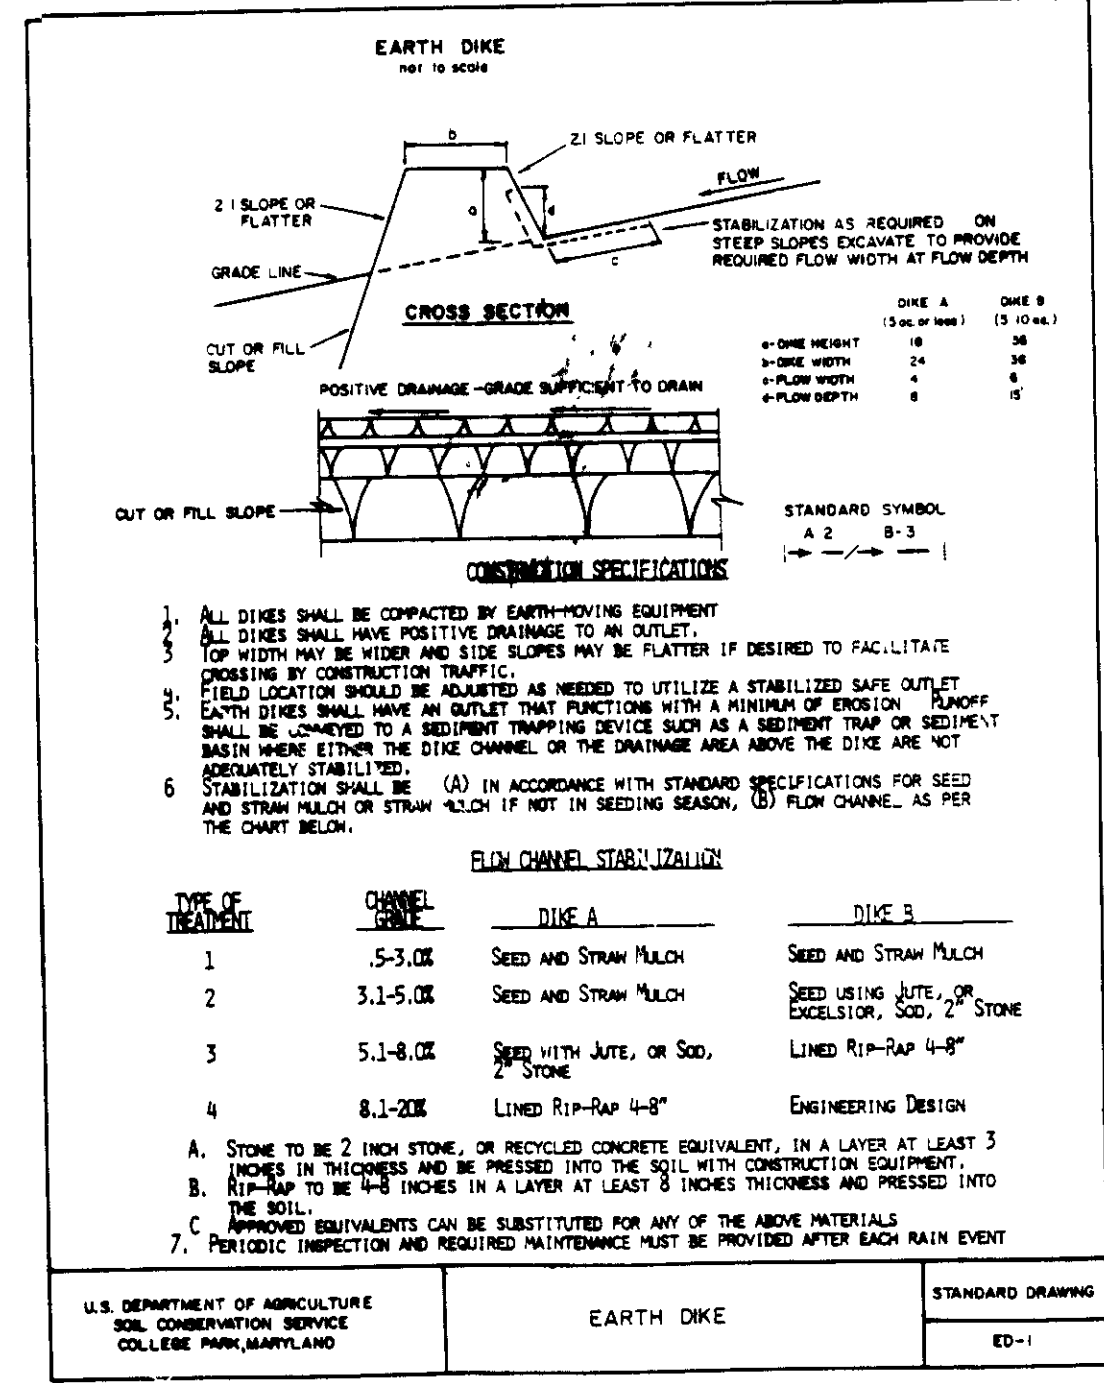 EARTH DIKE
not to scale
b
2:1 SLOPE OR FLATTER
FLOW
2:1 SLOPE OR
FLATTER
a
d
STABILIZATION AS REQUIRED ON
STEEP SLOPES EXCAVATE TO PROVIDE
REQUIRED FLOW WIDTH AT FLOW DEPTH
c
GRADE LINE
CROSS SECTION
DIKE A DIKE B
(5 ac. or less) (5 10 ac.)
a-DIKE HEIGHT 18 36
b-DIKE WIDTH 24 36
c-FLOW WIDTH 4 6
d-FLOW DEPTH 8 15
CUT OR FILL
SLOPE
POSITIVE DRAINAGE-GRADE SUFFICIENT TO DRAIN
CUT OR FILL SLOPE
STANDARD SYMBOL
A 2 B-3
CONSTRUCTION SPECIFICATIONS
1. ALL DIKES SHALL BE COMPACTED BY EARTH-MOVING EQUIPMENT
2. ALL DIKES SHALL HAVE POSITIVE DRAINAGE TO AN OUTLET.
3 TOP WIDTH MAY BE WIDER AND SIDE SLOPES MAY BE FLATTER IF DESIRED TO FACILITATE
CROSSING BY CONSTRUCTION TRAFFIC.
4. FIELD LOCATION SHOULD BE ADJUSTED AS NEEDED TO UTILIZE A STABILIZED SAFE OUTLET
5. EARTH DIKES SHALL HAVE AN OUTLET THAT FUNCTIONS WITH A MINIMUM OF EROSION RUNOFF
SHALL BE CONVEYED TO A SEDIMENT TRAPPING DEVICE SUCH AS A SEDIMENT TRAP OR SEDIMENT
BASIN WHERE EITHER THE DIKE CHANNEL OR THE DRAINAGE AREA ABOVE THE DIKE ARE NOT
ADEQUATELY STABILIZED.
6 STABILIZATION SHALL BE (A) IN ACCORDANCE WITH STANDARD SPECIFICATIONS FOR SEED
AND STRAW MULCH OR STRAW MULCH IF NOT IN SEEDING SEASON, (B) FLOW CHANNEL AS PER
THE CHART BELOW.
FLOW CHANNEL STABILIZATION
TYPE OF TREATMENT CHANNEL GRADE DIKE A DIKE B
1 .5-3.0% SEED AND STRAW MULCH SEED AND STRAW MULCH
2 3.1-5.0% SEED AND STRAW MULCH SEED USING JUTE, OR
EXCELSIOR, SOD, 2" STONE
3 5.1-8.0% SEED WITH JUTE, OR SOD, LINED RIP-RAP 4-8"
2" STONE
4 8.1-20% LINED RIP-RAP 4-8" ENGINEERING DESIGN
A. STONE TO BE 2 INCH STONE, OR RECYCLED CONCRETE EQUIVALENT, IN A LAYER AT LEAST 3
INCHES IN THICKNESS AND BE PRESSED INTO THE SOIL WITH CONSTRUCTION EQUIPMENT.
B. RIP-RAP TO BE 4-8 INCHES IN A LAYER AT LEAST 8 INCHES THICKNESS AND PRESSED INTO
THE SOIL.
C APPROVED EQUIVALENTS CAN BE SUBSTITUTED FOR ANY OF THE ABOVE MATERIALS
7. PERIODIC INSPECTION AND REQUIRED MAINTENANCE MUST BE PROVIDED AFTER EACH RAIN EVENT
U.S. DEPARTMENT OF AGRICULTURE
SOIL CONSERVATION SERVICE
COLLEGE PARK, MARYLAND
EARTH DIKE
STANDARD DRAWING
ED-1